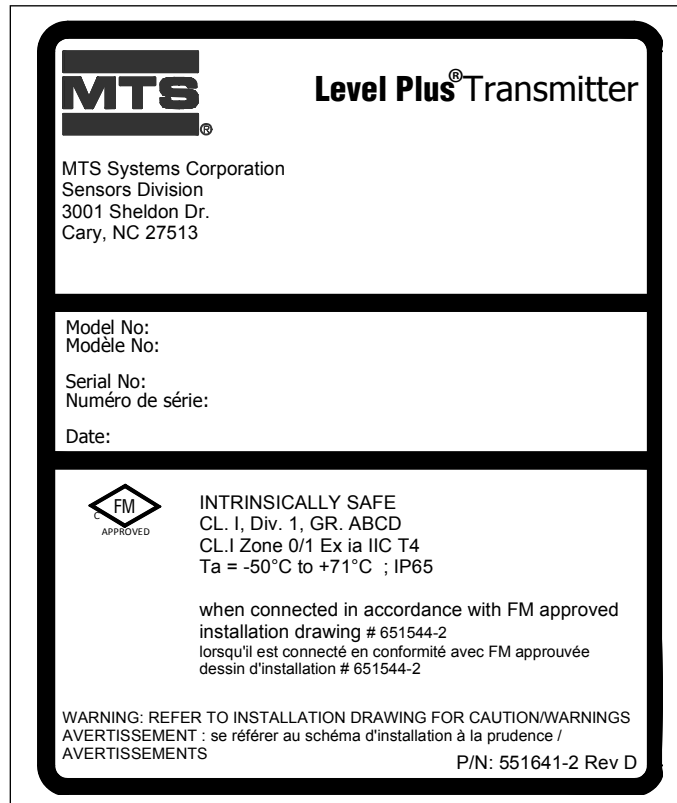 MTS
®
Level Plus® Transmitter
MTS Systems Corporation
Sensors Division
3001 Sheldon Dr.
Cary, NC 27513
Model No:
Modèle No:
Serial No:
Numéro de série:
Date:
FM
C
APPROVED
INTRINSICALLY SAFE
CL. I, Div. 1, GR. ABCD
CL.I Zone 0/1 Ex ia IIC T4
Ta = -50°C to +71°C ; IP65
when connected in accordance with FM approved
installation drawing # 651544-2
lorsqu'il est connecté en conformité avec FM approuvée
dessin d'installation # 651544-2
WARNING: REFER TO INSTALLATION DRAWING FOR CAUTION/WARNINGS
AVERTISSEMENT : se référer au schéma d'installation à la prudence /
AVERTISSEMENTS
P/N: 551641-2 Rev D